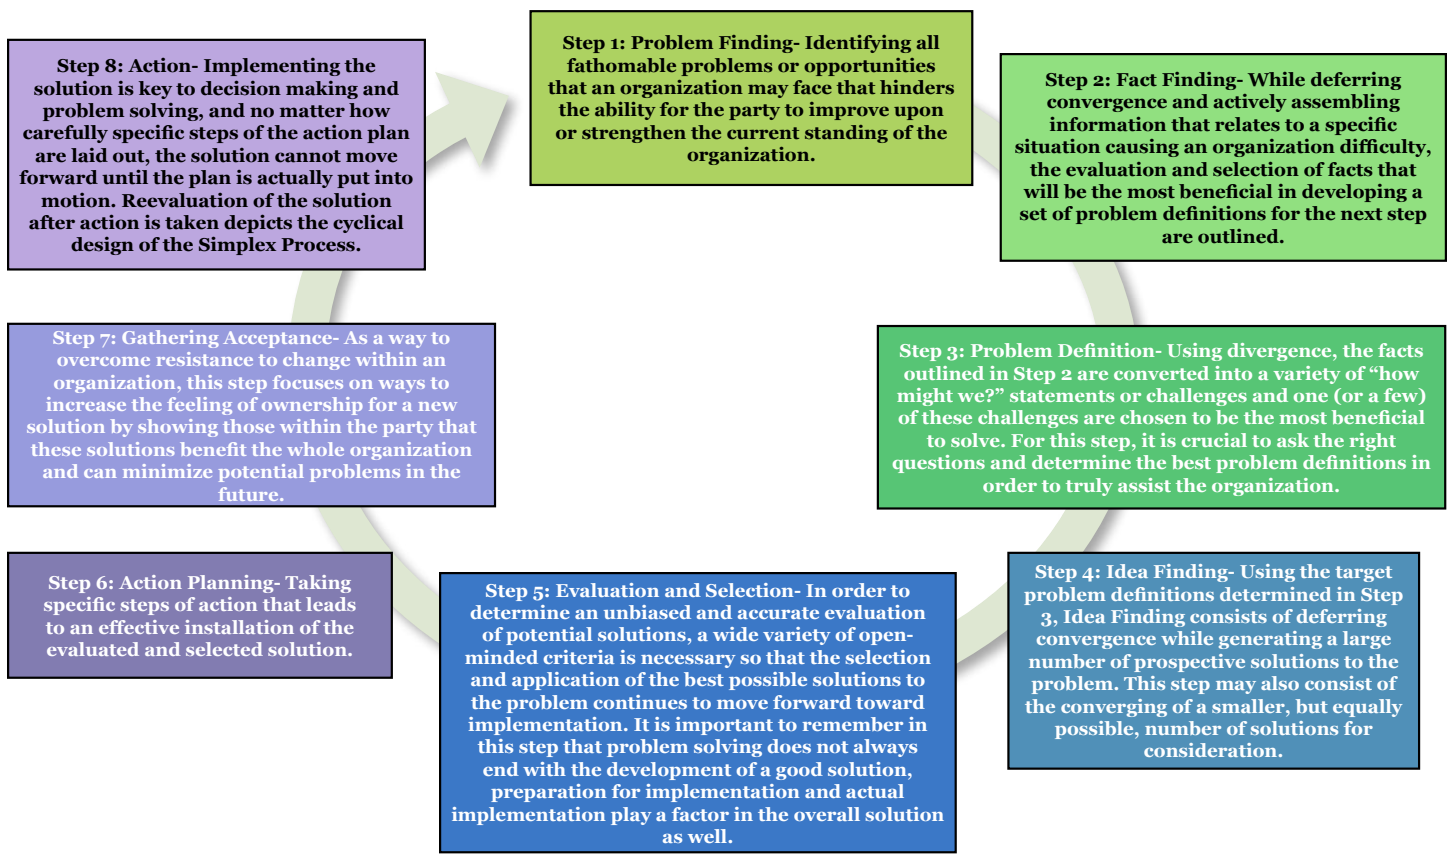 Step 1: Problem Finding- Identifying all
fathomable problems or opportunities
that an organization may face that hinders
the ability for the party to improve upon
or strengthen the current standing of the
organization.
Step 2: Fact Finding- While deferring
convergence and actively assembling
information that relates to a specific
situation causing an organization difficulty,
the evaluation and selection of facts that
will be the most beneficial in developing a
set of problem definitions for the next step
are outlined.
Step 3: Problem Definition- Using divergence, the facts
outlined in Step 2 are converted into a variety of “how
might we?” statements or challenges and one (or a few)
of these challenges are chosen to be the most beneficial
to solve. For this step, it is crucial to ask the right
questions and determine the best problem definitions in
order to truly assist the organization.
Step 4: Idea Finding- Using the target
problem definitions determined in Step
3, Idea Finding consists of deferring
convergence while generating a large
number of prospective solutions to the
problem. This step may also consist of
the converging of a smaller, but equally
possible, number of solutions for
consideration.
Step 5: Evaluation and Selection- In order to
determine an unbiased and accurate evaluation
of potential solutions, a wide variety of open-
minded criteria is necessary so that the selection
and application of the best possible solutions to
the problem continues to move forward toward
implementation. It is important to remember in
this step that problem solving does not always
end with the development of a good solution,
preparation for implementation and actual
implementation play a factor in the overall solution
as well.
Step 6: Action Planning- Taking
specific steps of action that leads
to an effective installation of the
evaluated and selected solution.
Step 7: Gathering Acceptance- As a way to
overcome resistance to change within an
organization, this step focuses on ways to
increase the feeling of ownership for a new
solution by showing those within the party that
these solutions benefit the whole organization
and can minimize potential problems in the
future.
Step 8: Action- Implementing the
solution is key to decision making and
problem solving, and no matter how
carefully specific steps of the action plan
are laid out, the solution cannot move
forward until the plan is actually put into
motion. Reevaluation of the solution
after action is taken depicts the cyclical
design of the Simplex Process.